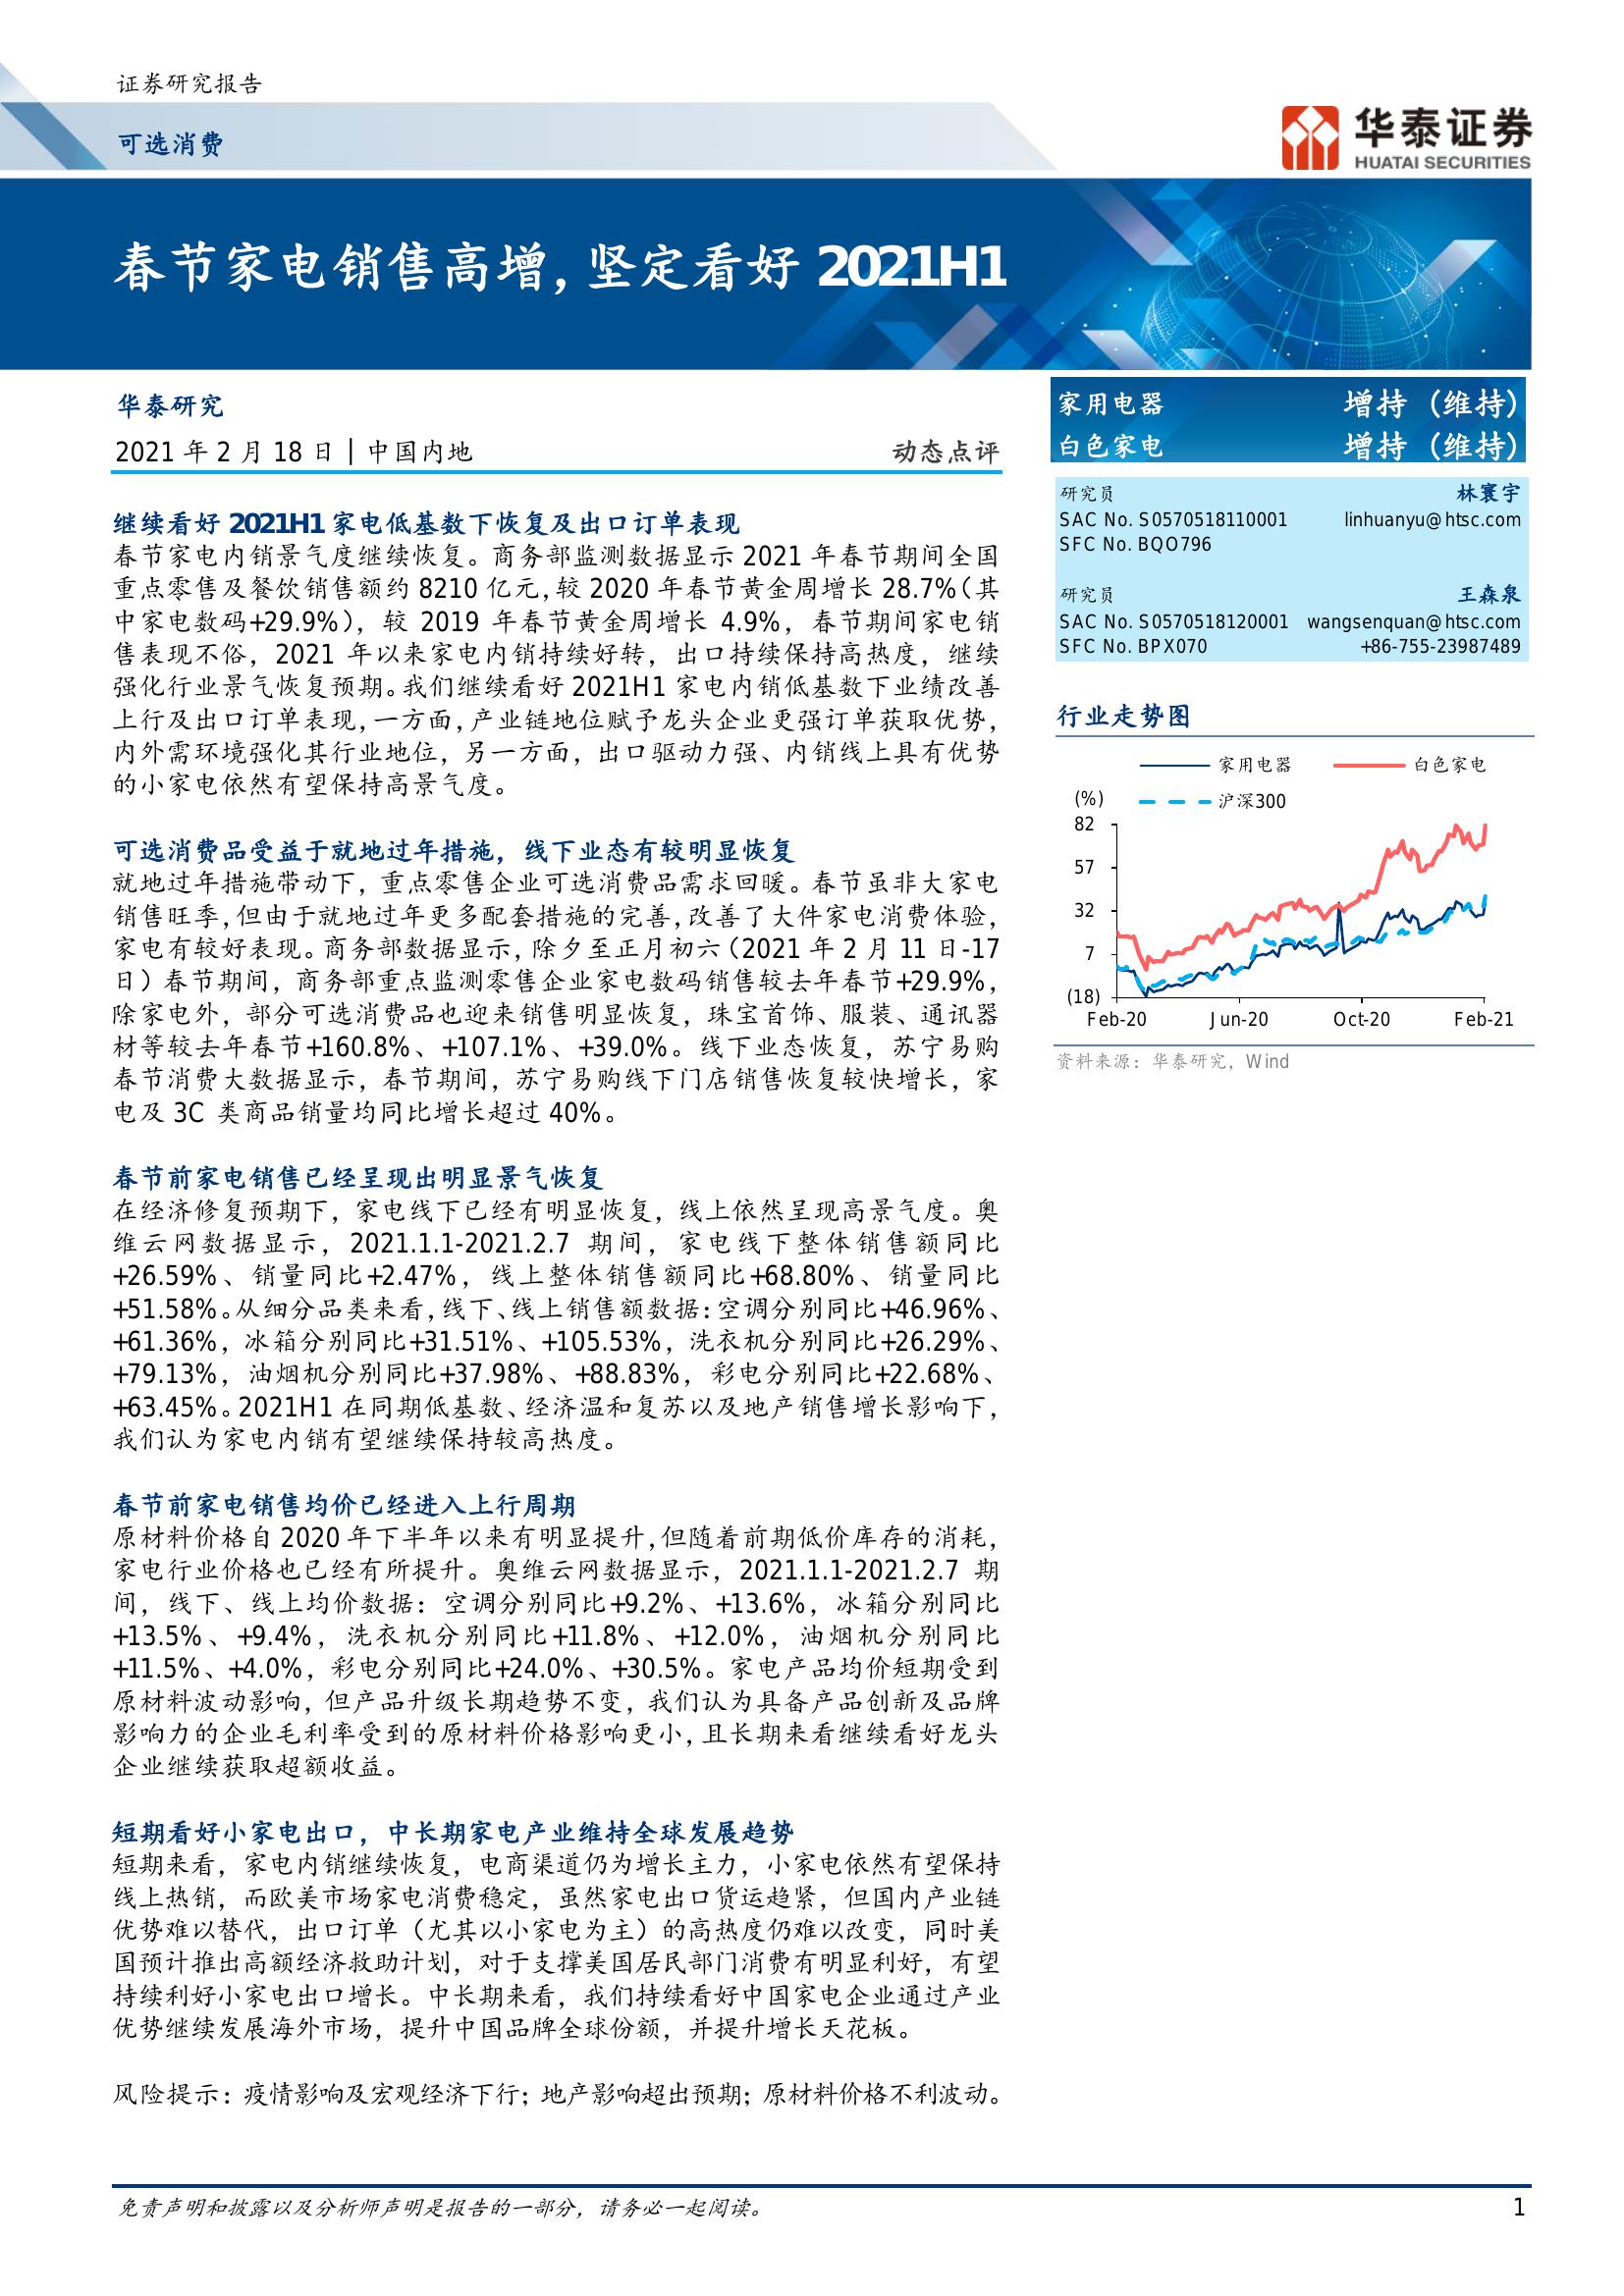 证券研究报告
可选消费
华泰证券
HUATAI SECURITIES
春节家电销售高增，坚定看好 2021H1
华泰研究
2021 年 2 月 18 日 | 中国内地 动态点评
继续看好 2021H1 家电低基数下恢复及出口订单表现
春节家电内销景气度继续恢复。商务部监测数据显示 2021 年春节期间全国
重点零售及餐饮销售额约 8210 亿元，较 2020 年春节黄金周增长 28.7%（其
中家电数码+29.9%），较 2019 年春节黄金周增长 4.9%，春节期间家电销
售表现不俗，2021 年以来家电内销持续好转，出口持续保持高热度，继续
强化行业景气恢复预期。我们继续看好 2021H1 家电内销低基数下业绩改善
上行及出口订单表现，一方面，产业链地位赋予龙头企业更强订单获取优势，
内外需环境强化其行业地位，另一方面，出口驱动力强、内销线上具有优势
的小家电依然有望保持高景气度。
可选消费品受益于就地过年措施，线下业态有较明显恢复
就地过年措施带动下，重点零售企业可选消费品需求回暖。春节虽非大家电
销售旺季，但由于就地过年更多配套措施的完善，改善了大件家电消费体验，
家电有较好表现。商务部数据显示，除夕至正月初六（2021 年 2 月 11 日-17
日）春节期间，商务部重点监测零售企业家电数码销售较去年春节+29.9%，
除家电外，部分可选消费品也迎来销售明显恢复，珠宝首饰、服装、通讯器
材等较去年春节+160.8%、+107.1%、+39.0%。线下业态恢复，苏宁易购
春节消费大数据显示，春节期间，苏宁易购线下门店销售恢复较快增长，家
电及 3C 类商品销量均同比增长超过 40%。
春节前家电销售已经呈现出明显景气恢复
在经济修复预期下，家电线下已经有明显恢复，线上依然呈现高景气度。奥
维云网数据显示，2021.1.1-2021.2.7 期间，家电线下整体销售额同比
+26.59%、销量同比+2.47%，线上整体销售额同比+68.80%、销量同比
+51.58%。从细分品类来看，线下、线上销售额数据：空调分别同比+46.96%、
+61.36%，冰箱分别同比+31.51%、+105.53%，洗衣机分别同比+26.29%、
+79.13%，油烟机分别同比+37.98%、+88.83%，彩电分别同比+22.68%、
+63.45%。2021H1 在同期低基数、经济温和复苏以及地产销售增长影响下，
我们认为家电内销有望继续保持较高热度。
春节前家电销售均价已经进入上行周期
原材料价格自 2020 年下半年以来有明显提升，但随着前期低价库存的消耗，
家电行业价格也已经有所提升。奥维云网数据显示，2021.1.1-2021.2.7 期
间，线下、线上均价数据：空调分别同比+9.2%、+13.6%，冰箱分别同比
+13.5%、+9.4%，洗衣机分别同比+11.8%、+12.0%，油烟机分别同比
+11.5%、+4.0%，彩电分别同比+24.0%、+30.5%。家电产品均价短期受到
原材料波动影响，但产品升级长期趋势不变，我们认为具备产品创新及品牌
影响力的企业毛利率受到的原材料价格影响更小，且长期来看继续看好龙头
企业继续获取超额收益。
短期看好小家电出口，中长期家电产业维持全球发展趋势
短期来看，家电内销继续恢复，电商渠道仍为增长主力，小家电依然有望保持
线上热销，而欧美市场家电消费稳定，虽然家电出口货运趋紧，但国内产业链
优势难以替代，出口订单（尤其以小家电为主）的高热度仍难以改变，同时美
国预计推出高额经济救助计划，对于支撑美国居民部门消费有明显利好，有望
持续利好小家电出口增长。中长期来看，我们持续看好中国家电企业通过产业
优势继续发展海外市场，提升中国品牌全球份额，并提升增长天花板。
风险提示：疫情影响及宏观经济下行；地产影响超出预期；原材料价格不利波动。
家用电器 增持 （维持）
白色家电 增持 （维持）
研究员 林寰宇
SAC No. S0570518110001 linhuanyu@htsc.com
SFC No. BQO796
研究员 王森泉
SAC No. S0570518120001 wangsenquan@htsc.com
SFC No. BPX070 +86-755-23987489
行业走势图
家用电器 白色家电
沪深300
(%)
82
57
32
7
(18)
Feb-20 Jun-20 Oct-20 Feb-21
资料来源：华泰研究，Wind
免责声明和披露以及分析师声明是报告的一部分，请务必一起阅读。 1